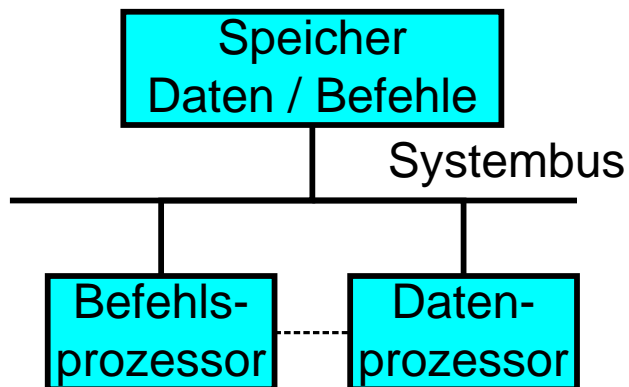 Speicher
Daten / Befehle
Systembus
Befehls-
prozessor
Daten-
prozessor